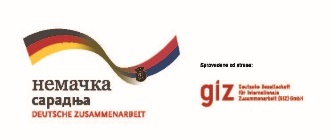 немачка
сарадња
DEUTSCHE ZUSAMMENARBEIT
Sprovedeno od strane:
giz
Deutsche Gesellschaft
für Internationale
Zusammenarbeit (GIZ) GmbH